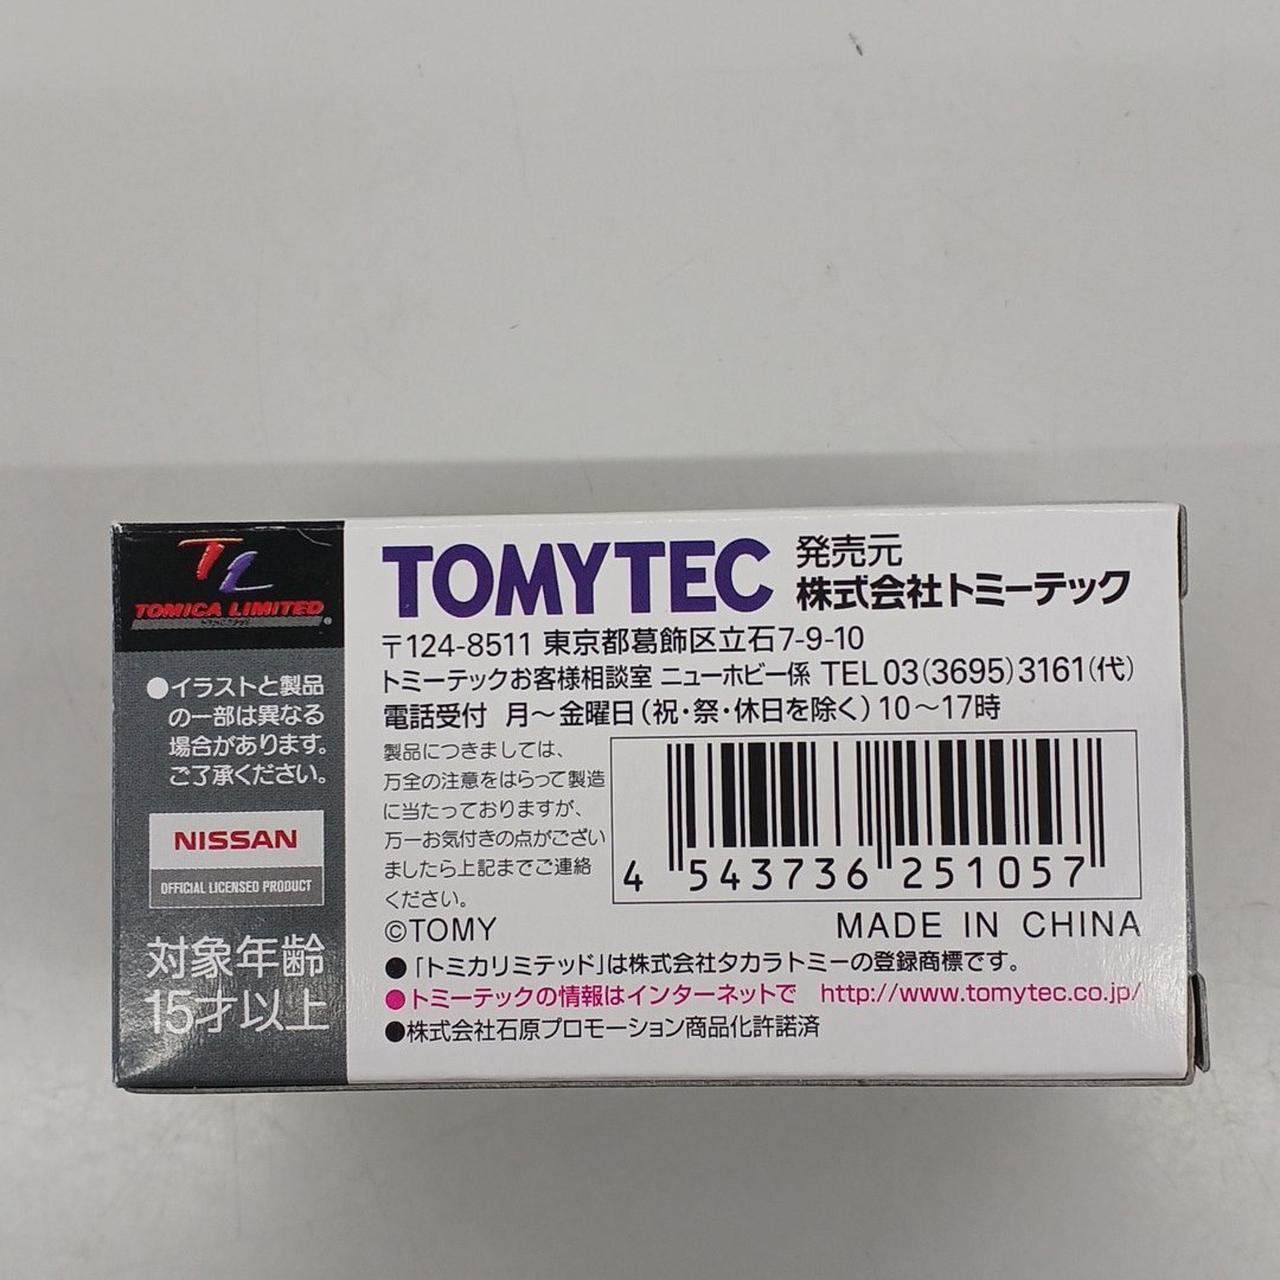 TL
TOMICA LIMITED
●イラストと製品
の一部は異なる
場合があります。
ご了承ください。
NISSAN
OFFICIAL LICENSED PRODUCT
対象年齢
15才以上
TOMYTEC
発売元
株式会社トミーテック
〒124-8511 東京都葛飾区立石7-9-10
トミーテックお客様相談室 ニューホビー係 TEL 03(3695)3161(代)
電話受付 月～金曜日(祝・祭・休日を除く)10～17時
製品につきましては、
万全の注意をはらって製造
に当たっておりますが、
万一お気付きの点がござい
ましたら上記までご連絡
ください。
4 543736 251057
©TOMY
MADE IN CHINA
●「トミカリミテッド」は株式会社タカラトミーの登録商標です。
●トミーテックの情報はインターネットで http://www.tomytec.co.jp/
●株式会社石原プロモーション商品化許諾済